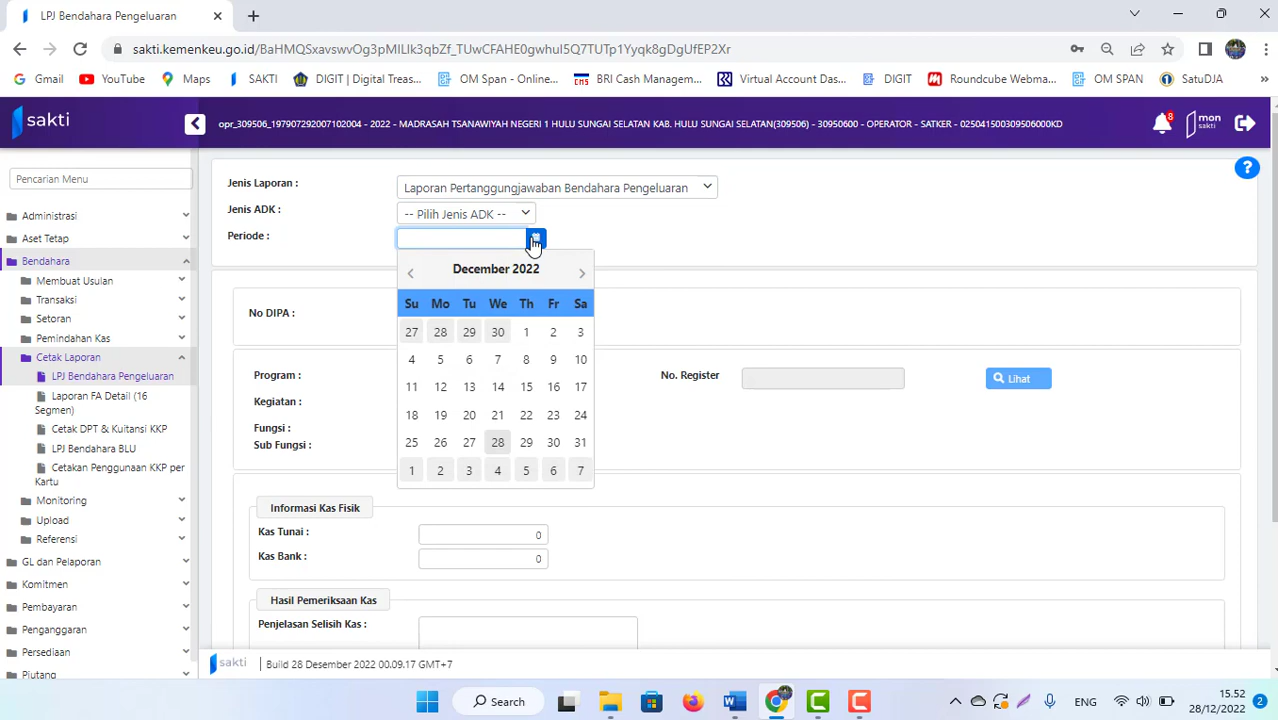 LPJ Bendahara Pengeluaran
sakti.kemenkeu.go.id/BaHMQSxavswvOg3pMILIk3qbZf_TUwCFAHE0gwhuI5Q7TUTp1Yyqk8gDgUfEP2Xr
Gmail YouTube Maps SAKTI DIGIT | Digital Treas... OM Span - Online... BRI Cash Managem... Virtual Account Das... DIGIT Roundcube Webma... OM SPAN SatuDJA
sakti
opr_309506_197907292007102004 - 2022 - MADRASAH TSANAWIYAH NEGERI 1 HULU SUNGAI SELATAN KAB. HULU SUNGAI SELATAN(309506) - 30950600 - OPERATOR - SATKER - 025041500309506000KD
8
mon
sakti
Pencarian Menu
Administrasi
Aset Tetap
Bendahara
Membuat Usulan
Transaksi
Setoran
Pemindahan Kas
Cetak Laporan
LPJ Bendahara Pengeluaran
Laporan FA Detail (16
Segmen)
Cetak DPT & Kuitansi KKP
LPJ Bendahara BLU
Cetakan Penggunaan KKP per
Kartu
Monitoring
Upload
Referensi
GL dan Pelaporan
Komitmen
Pembayaran
Penganggaran
Persediaan
Piutang
Jenis Laporan : Laporan Pertanggungjawaban Bendahara Pengeluaran
?
Jenis ADK : -- Pilih Jenis ADK --
Periode :
December 2022
Su Mo Tu We Th Fr Sa
27 28 29 30 1 2 3
4 5 6 7 8 9 10
11 12 13 14 15 16 17
18 19 20 21 22 23 24
25 26 27 28 29 30 31
1 2 3 4 5 6 7
No DIPA :
Program :
No. Register
Lihat
Kegiatan :
Fungsi :
Sub Fungsi :
Informasi Kas Fisik
Kas Tunai : 0
Kas Bank : 0
Hasil Pemeriksaan Kas
Penjelasan Selisih Kas :
sakti Build 28 Desember 2022 00.09.17 GMT+7
Search
ENG
15.52
28/12/2022
2